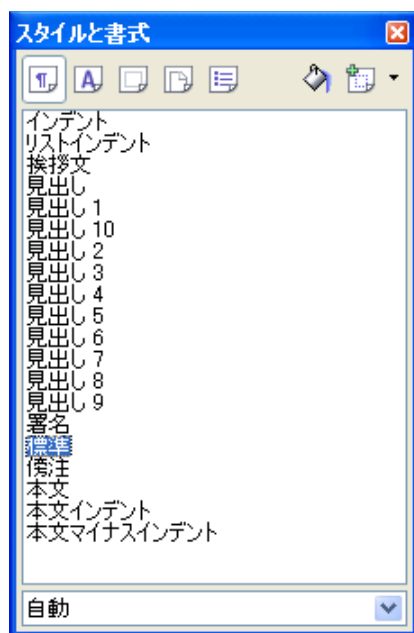 スタイルと書式
インデント
リストインデント
挨拶文
見出し
見出し 1
見出し 10
見出し 2
見出し 3
見出し 4
見出し 5
見出し 6
見出し 7
見出し 8
見出し 9
署名
標準
傍注
本文
本文インデント
本文マイナスインデント
自動